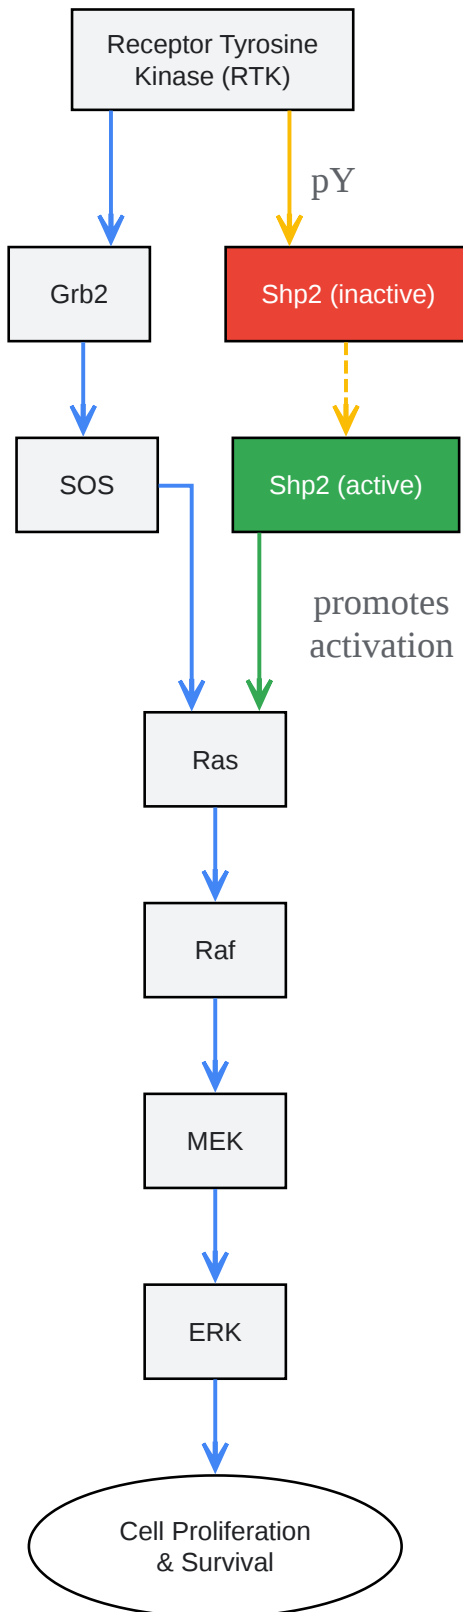 Receptor Tyrosine
Kinase (RTK)
pY
Grb2
Shp2 (inactive)
SOS
Shp2 (active)
promotes
activation
Ras
Raf
MEK
ERK
Cell Proliferation
& Survival